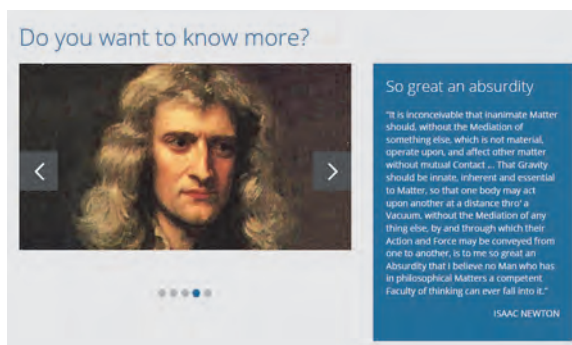 Do you want to know more?
So great an absurdity
"It is inconceivable that inanimate Matter
should, without the Mediation of
something else, which is not material,
operate upon, and affect other matter
without mutual Contact ... That Gravity
should be innate, inherent and essential
to Matter, so that one body may act
upon another at a distance thro' a
Vacuum, without the Mediation of any
thing else, by and through which their
Action and Force may be conveyed from
one to another, is to me so great an
Absurdity that I believe no Man who has
in philosophical Matters a competent
Faculty of thinking can ever fall into it."
ISAAC NEWTON